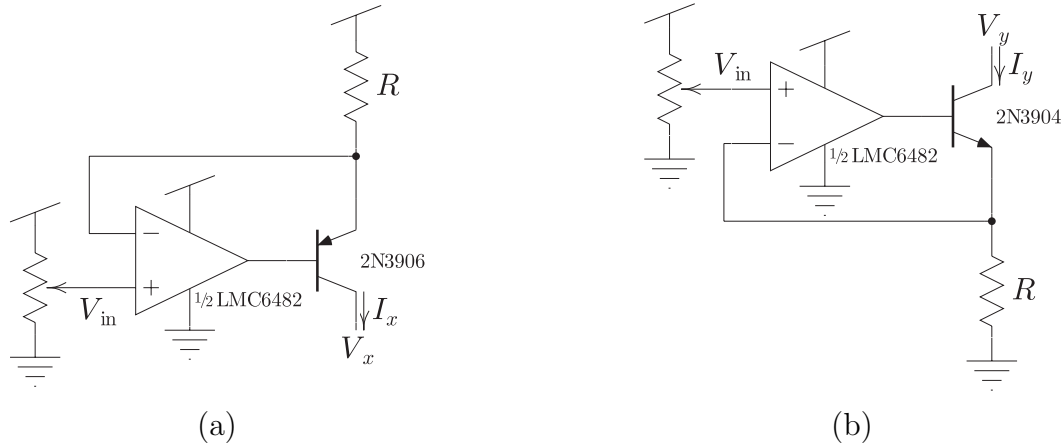 R
−
+
V_in
½ LMC6482
2N3906
I_x
V_x
(a)
V_in
+
−
½ LMC6482
V_y
I_y
2N3904
R
(b)